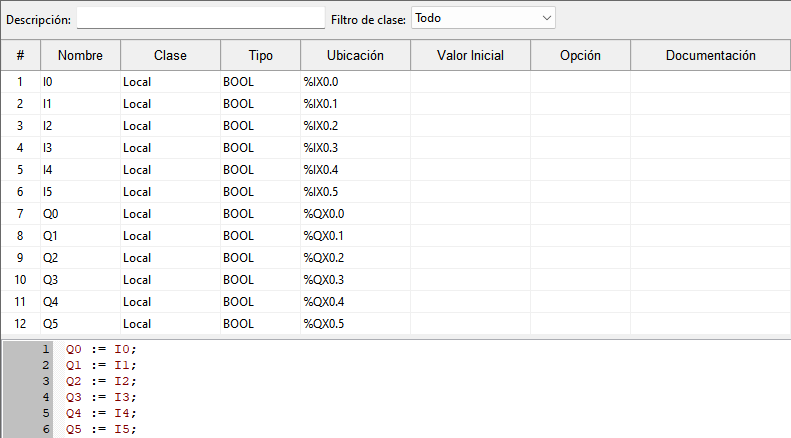 Descripción: Filtro de clase: Todo
# Nombre Clase Tipo Ubicación Valor Inicial Opción Documentación
1 I0 Local BOOL %IX0.0
2 I1 Local BOOL %IX0.1
3 I2 Local BOOL %IX0.2
4 I3 Local BOOL %IX0.3
5 I4 Local BOOL %IX0.4
6 I5 Local BOOL %IX0.5
7 Q0 Local BOOL %QX0.0
8 Q1 Local BOOL %QX0.1
9 Q2 Local BOOL %QX0.2
10 Q3 Local BOOL %QX0.3
11 Q4 Local BOOL %QX0.4
12 Q5 Local BOOL %QX0.5
1 Q0 := I0;
2 Q1 := I1;
3 Q2 := I2;
4 Q3 := I3;
5 Q4 := I4;
6 Q5 := I5;